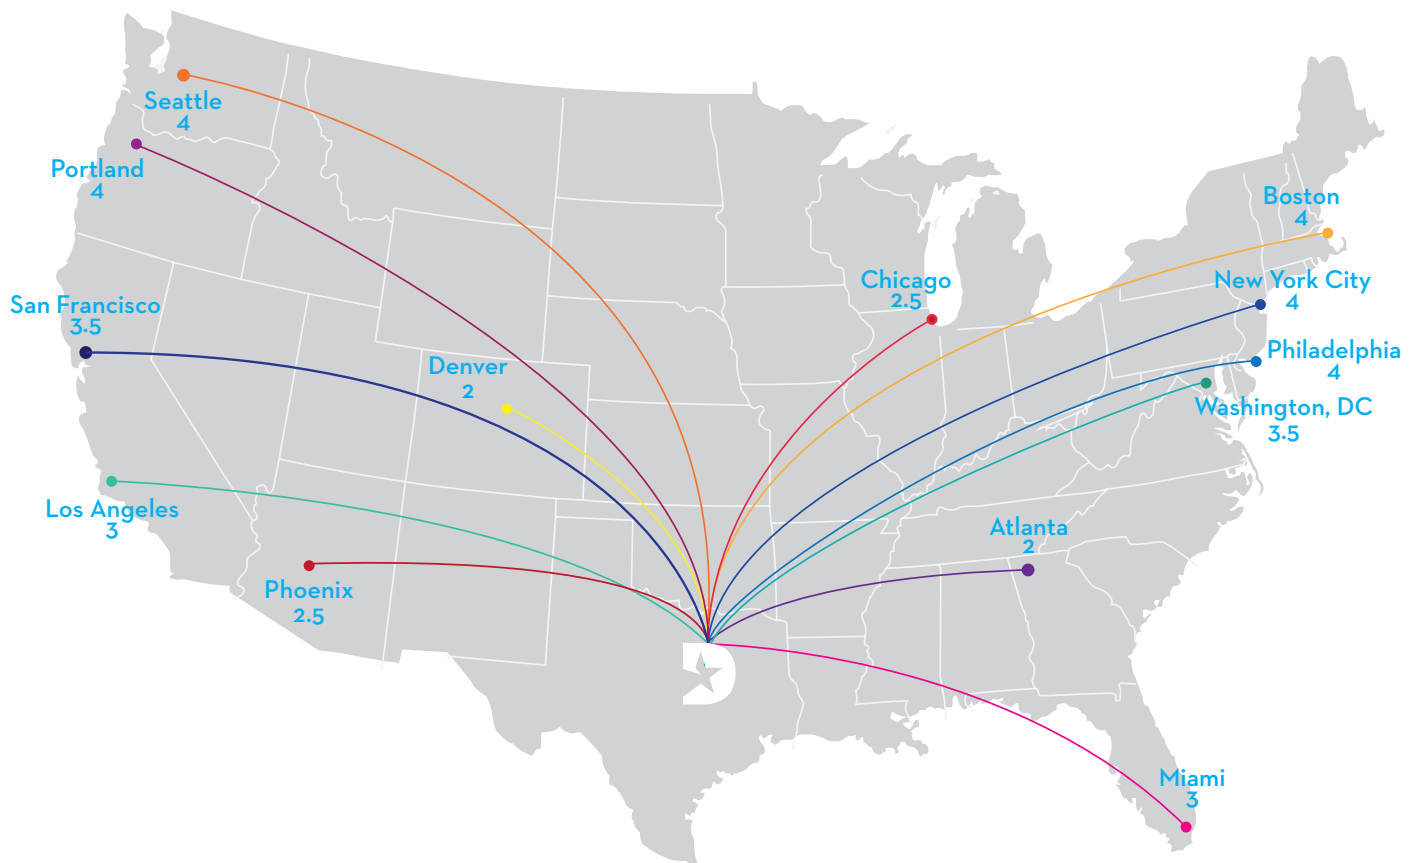 Seattle
4
Portland
4
San Francisco
3.5
Los Angeles
3
Phoenix
2.5
Denver
2
Chicago
2.5
Boston
4
New York City
4
Philadelphia
4
Washington, DC
3.5
Atlanta
2
Miami
3
D